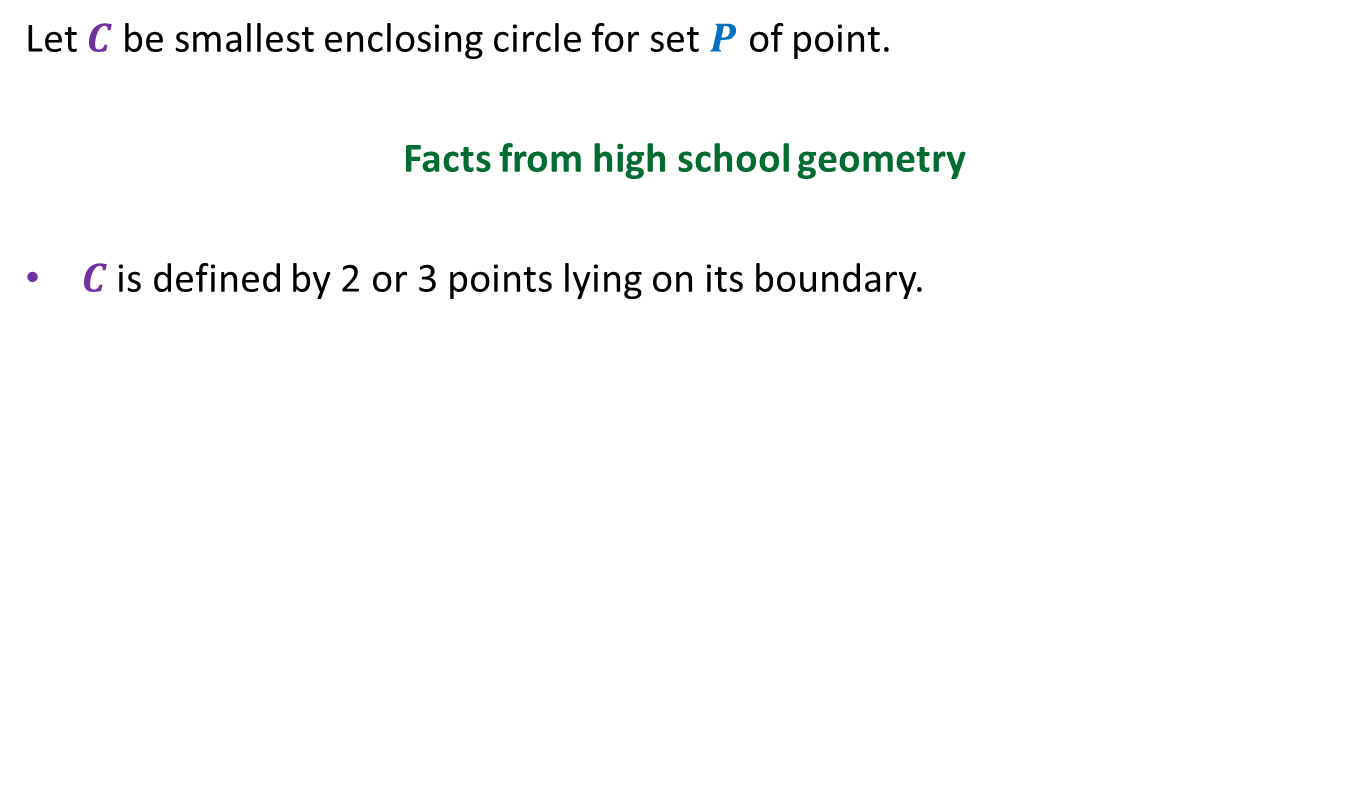 Let C be smallest enclosing circle for set P of point.
Facts from high school geometry
• C is defined by 2 or 3 points lying on its boundary.